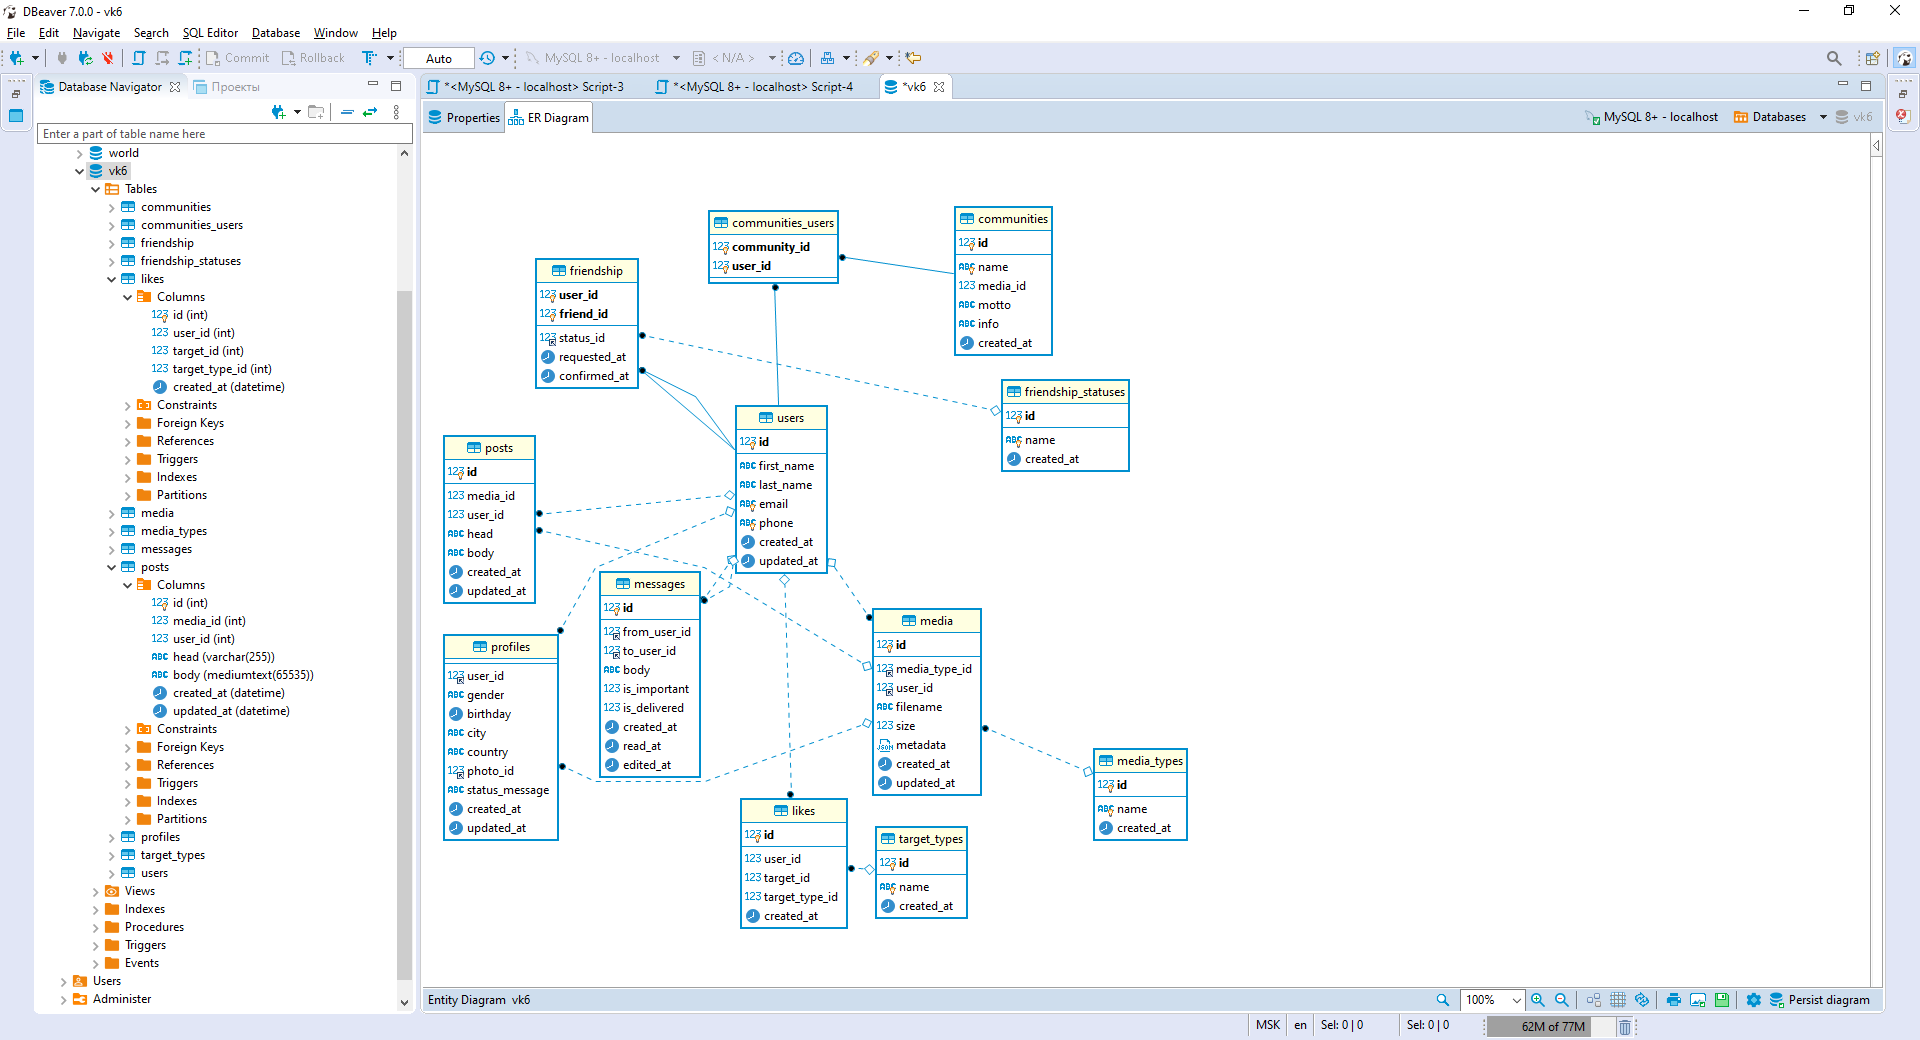 DBeaver 7.0.0 - vk6
File Edit Navigate Search SQL Editor Database Window Help
Commit Rollback Auto MySQL 8+ - localhost < N/A >
Database Navigator Проекты
*<MySQL 8+ - localhost> Script-3 *<MySQL 8+ - localhost> Script-4 *vk6
Properties ER Diagram MySQL 8+ - localhost Databases vk6
Enter a part of table name here
world
vk6
Tables
communities
communities_users
friendship
friendship_statuses
likes
Columns
id (int)
user_id (int)
target_id (int)
target_type_id (int)
created_at (datetime)
Constraints
Foreign Keys
References
Triggers
Indexes
Partitions
media
media_types
messages
posts
Columns
id (int)
media_id (int)
user_id (int)
head (varchar(255))
body (mediumtext(65535))
created_at (datetime)
updated_at (datetime)
Constraints
Foreign Keys
References
Triggers
Indexes
Partitions
profiles
target_types
users
Views
Indexes
Procedures
Triggers
Events
Users
Administer
communities_users
community_id
user_id
communities
id
name
media_id
motto
info
created_at
friendship
user_id
friend_id
status_id
requested_at
confirmed_at
friendship_statuses
id
name
created_at
users
id
first_name
last_name
email
phone
created_at
updated_at
posts
id
media_id
user_id
head
body
created_at
updated_at
messages
id
from_user_id
to_user_id
body
is_important
is_delivered
created_at
read_at
edited_at
media
id
media_type_id
user_id
filename
size
metadata
created_at
updated_at
profiles
user_id
gender
birthday
city
country
photo_id
status_message
created_at
updated_at
media_types
id
name
created_at
likes
id
user_id
target_id
target_type_id
created_at
target_types
id
name
created_at
Entity Diagram vk6 100% Persist diagram
MSK en Sel: 0 | 0 Sel: 0 | 0 62M of 77M